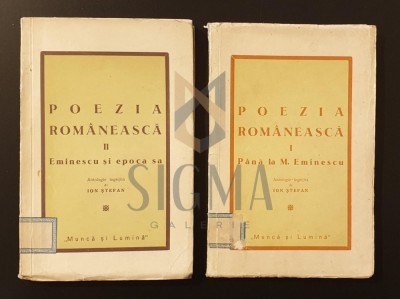 POEZIA
ROMÂNEASCĂ
II
Eminescu și epoca sa
Antologie îngrijită
de
ION ȘTEFAN
„Muncă și Lumină"
POEZIA
ROMÂNEASCĂ
I
Până la M. Eminescu
Antologie îngrijită
de
ION ȘTEFAN
„Muncă și Lumină"
SIGMA
GALERIE